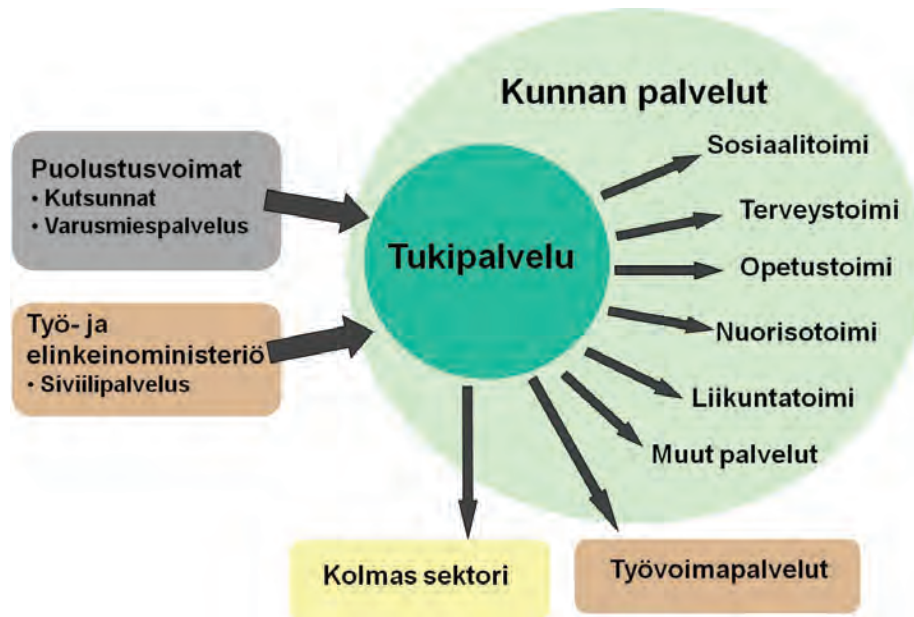 Kunnan palvelut
Sosiaalitoimi
Puolustusvoimat
• Kutsunnat
• Varusmiespalvelus
Terveystoimi
Tukipalvelu
Opetustoimi
Työ- ja
elinkeinoministeriö
• Siviilipalvelus
Nuorisotoimi
Liikuntatoimi
Muut palvelut
Kolmas sektori
Työvoimapalvelut